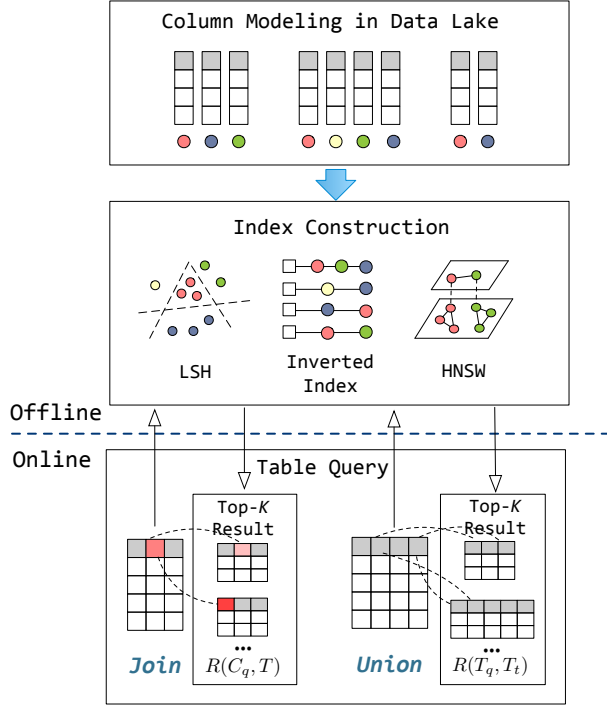 Column Modeling in Data Lake
Index Construction
LSH
Inverted
Index
HNSW
Offline
Online
Table Query
Top-K
Result
Top-K
Result
...
...
Join
R(C_q, T)
Union
R(T_q, T_t)